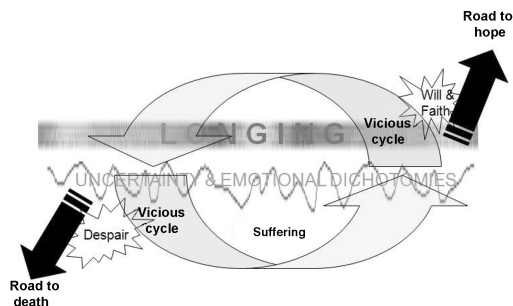 Road to
hope
Will &
Faith
Vicious
cycle
LONGING
UNCERTAINTY & EMOTIONAL DICHOTOMIES
Vicious
cycle
Despair
Suffering
Road to
death